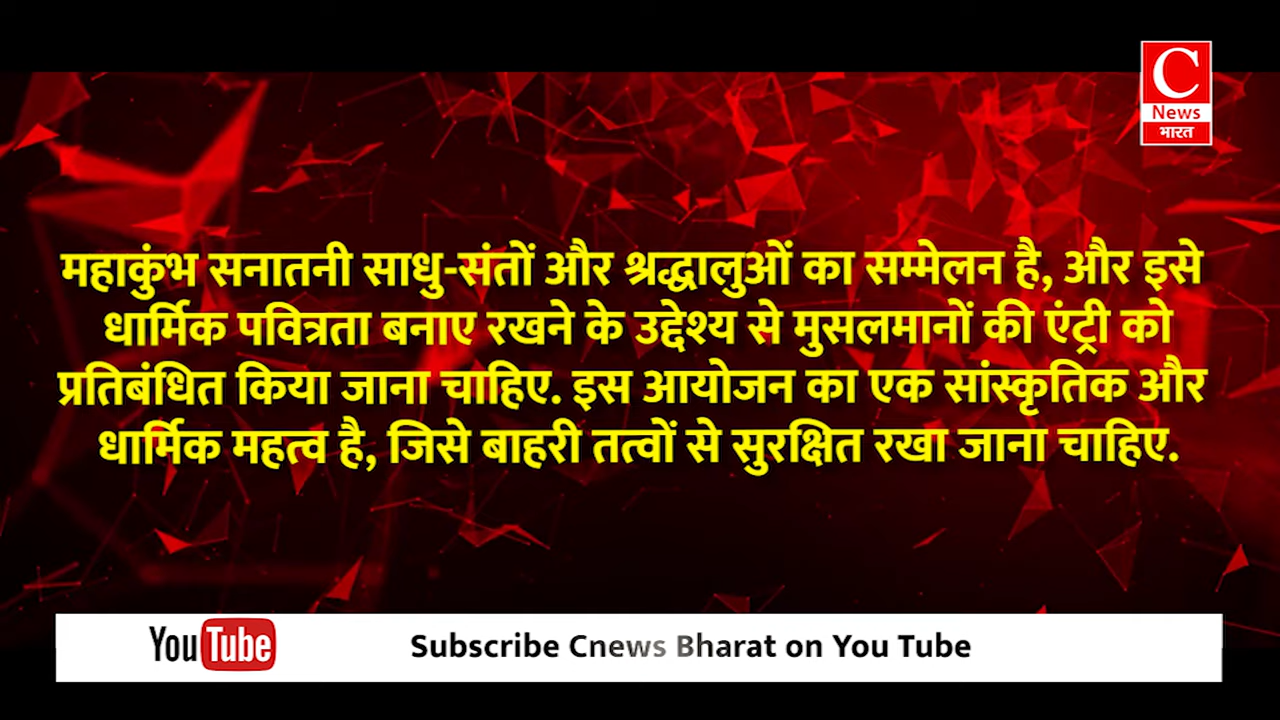 C
News
भारत
महाकुंभ सनातनी साधु-संतों और श्रद्धालुओं का सम्मेलन है, और इसे
धार्मिक पवित्रता बनाए रखने के उद्देश्य से मुसलमानों की एंट्री को
प्रतिबंधित किया जाना चाहिए. इस आयोजन का एक सांस्कृतिक और
धार्मिक महत्व है, जिसे बाहरी तत्वों से सुरक्षित रखा जाना चाहिए.
YouTube
Subscribe Cnews Bharat on You Tube